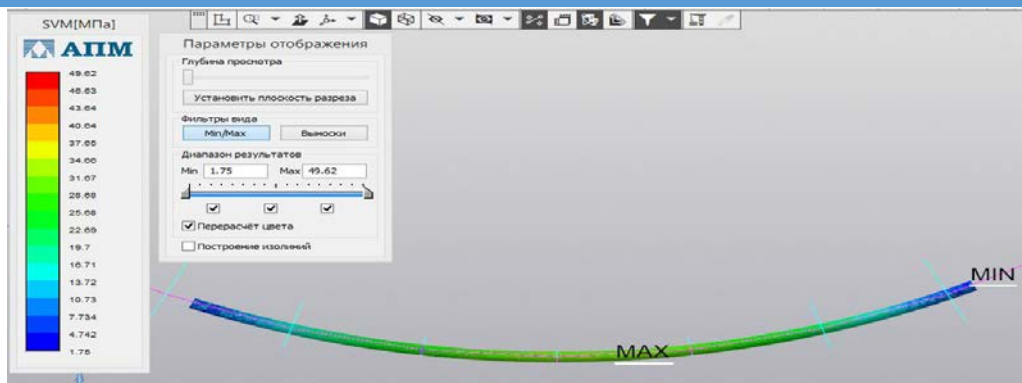 SVM[МПа]
АПМ
49.62
46.63
43.64
40.64
37.65
34.66
31.67
28.68
25.68
22.69
19.7
16.71
13.72
10.73
7.734
4.742
1.75
Параметры отображения
Глубина просмотра
Установить плоскость разреза
Фильтры вида
Min/Max Выноски
Диапазон результатов
Min 1.75 Max 49.62
Перерасчёт цвета
Построение изолиний
MIN
MAX